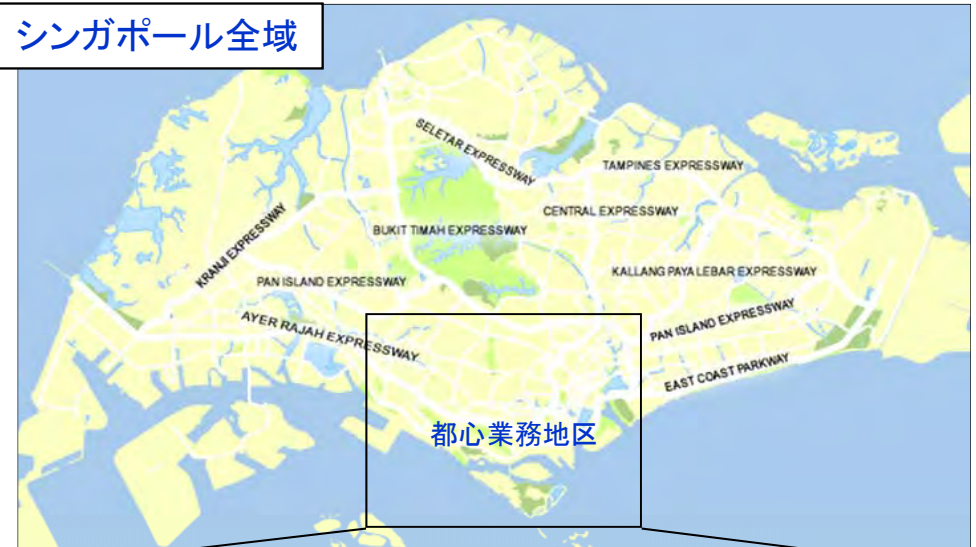 シンガポール全域
SELETAR EXPRESSWAY
TAMPINES EXPRESSWAY
KRANJI EXPRESSWAY
CENTRAL EXPRESSWAY
BUKIT TIMAH EXPRESSWAY
PAN ISLAND EXPRESSWAY
KALLANG PAYA LEBAR EXPRESSWAY
AYER RAJAH EXPRESSWAY
PAN ISLAND EXPRESSWAY
EAST COAST PARKWAY
都心業務地区